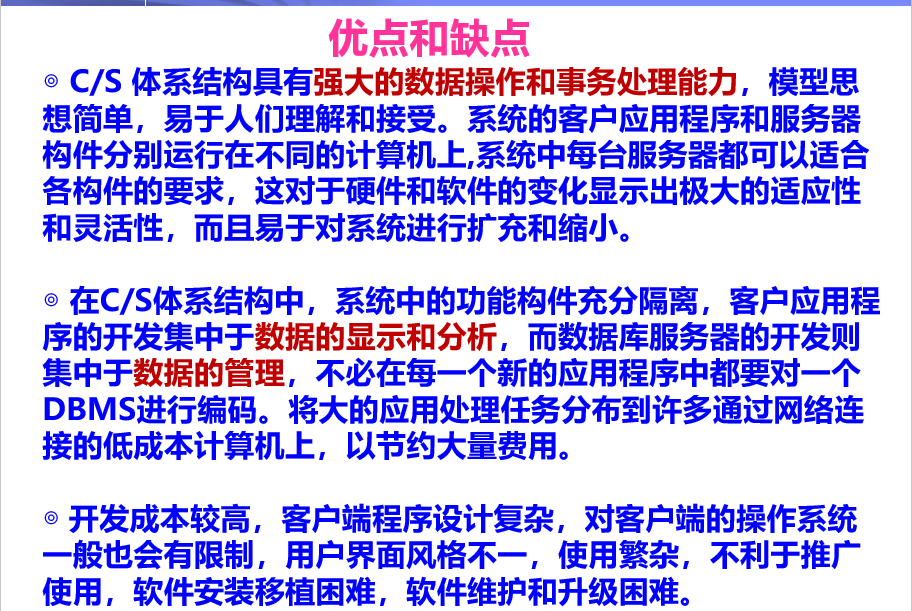 优点和缺点
◎ C/S 体系结构具有强大的数据操作和事务处理能力，模型思
想简单，易于人们理解和接受。系统的客户应用程序和服务器
构件分别运行在不同的计算机上,系统中每台服务器都可以适合
各构件的要求，这对于硬件和软件的变化显示出极大的适应性
和灵活性，而且易于对系统进行扩充和缩小。
◎ 在C/S体系结构中，系统中的功能构件充分隔离，客户应用程
序的开发集中于数据的显示和分析，而数据库服务器的开发则
集中于数据的管理，不必在每一个新的应用程序中都要对一个
DBMS进行编码。将大的应用处理任务分布到许多通过网络连
接的低成本计算机上，以节约大量费用。
◎ 开发成本较高，客户端程序设计复杂，对客户端的操作系统
一般也会有限制，用户界面风格不一，使用繁杂，不利于推广
使用，软件安装移植困难，软件维护和升级困难。